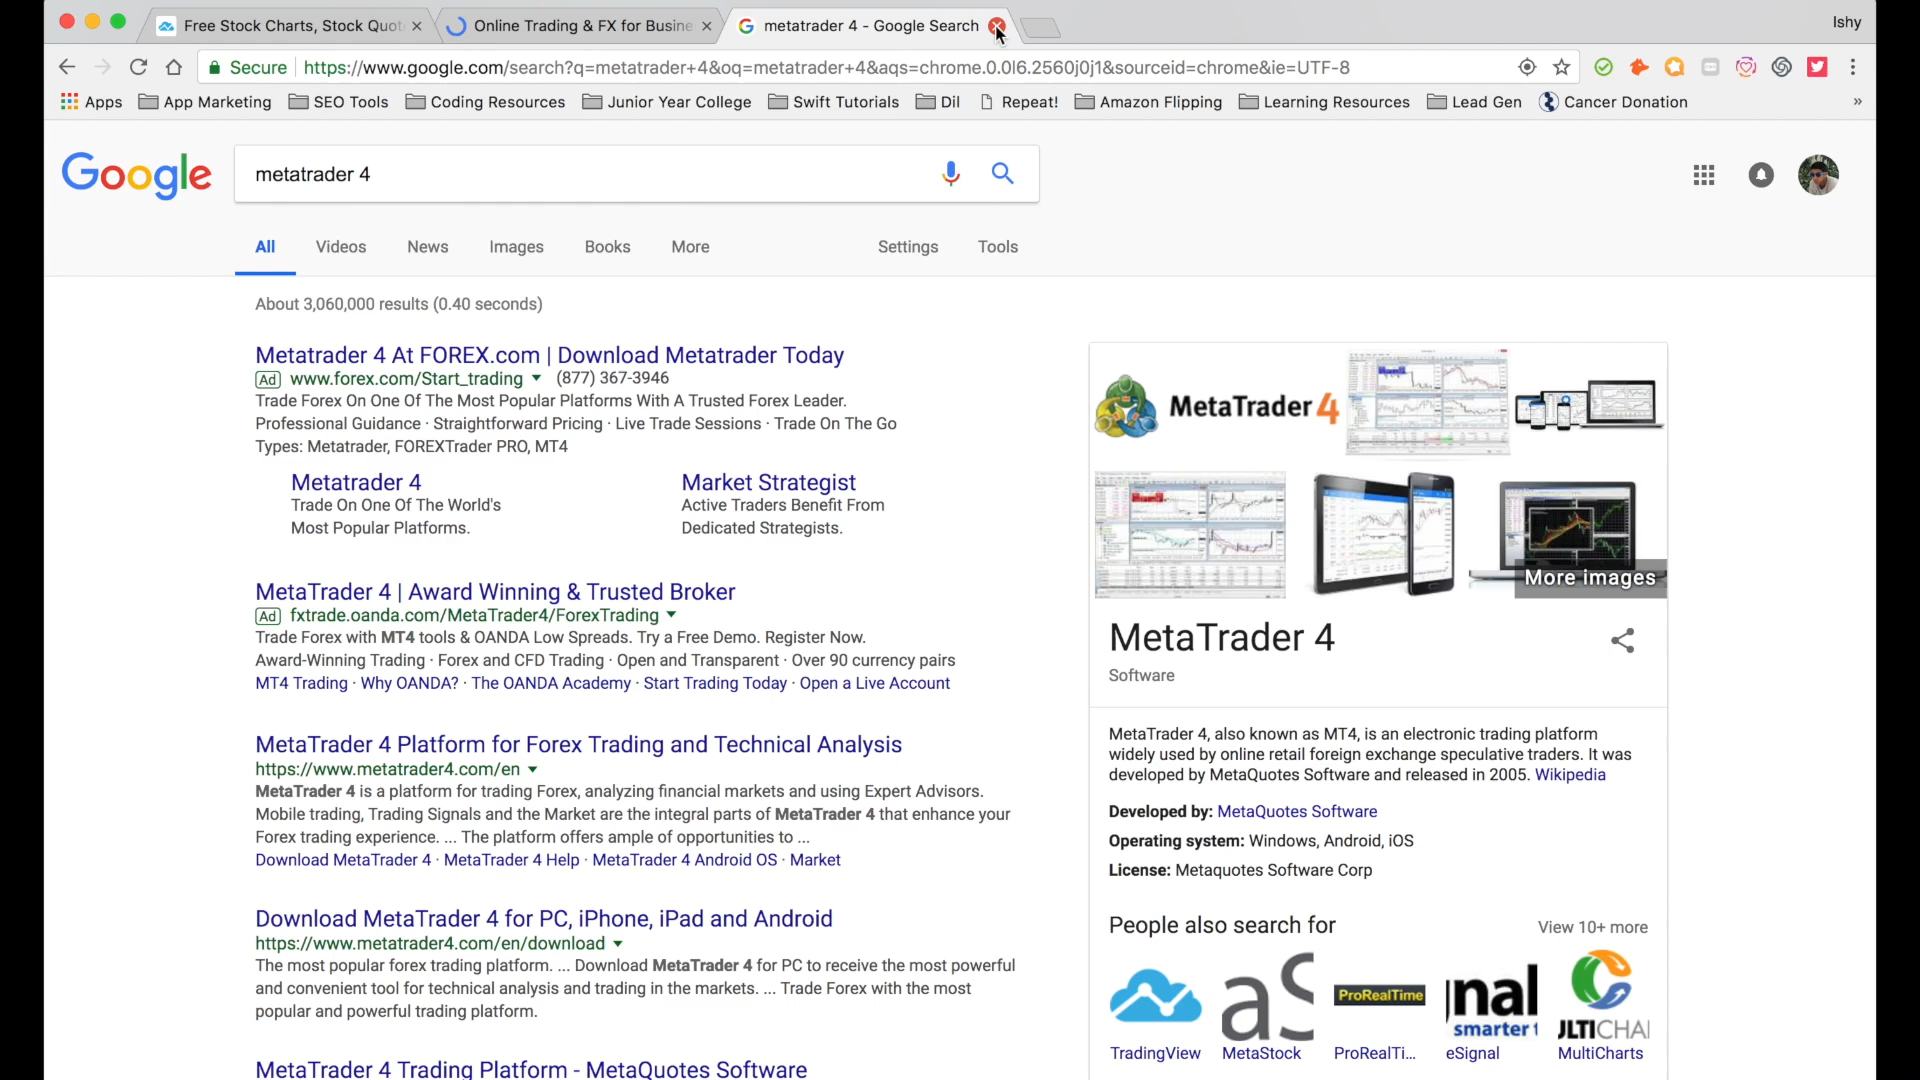 Free Stock Charts, Stock Quot
Online Trading & FX for Busine
metatrader 4 - Google Search
Ishy
Secure
https://www.google.com/search?q=metatrader+4&oq=metatrader+4&aqs=chrome.0.0l6.2560j0j1&sourceid=chrome&ie=UTF-8
Apps
App Marketing
SEO Tools
Coding Resources
Junior Year College
Swift Tutorials
Dil
Repeat!
Amazon Flipping
Learning Resources
Lead Gen
Cancer Donation
»
Google
metatrader 4
All
Videos
News
Images
Books
More
Settings
Tools
About 3,060,000 results (0.40 seconds)
Metatrader 4 At FOREX.com | Download Metatrader Today
Ad www.forex.com/Start_trading (877) 367-3946
Trade Forex On One Of The Most Popular Platforms With A Trusted Forex Leader.
Professional Guidance · Straightforward Pricing · Live Trade Sessions · Trade On The Go
Types: Metatrader, FOREXTrader PRO, MT4
Metatrader 4
Trade On One Of The World's
Most Popular Platforms.
Market Strategist
Active Traders Benefit From
Dedicated Strategists.
MetaTrader 4 | Award Winning & Trusted Broker
Ad fxtrade.oanda.com/MetaTrader4/ForexTrading
Trade Forex with MT4 tools & OANDA Low Spreads. Try a Free Demo. Register Now.
Award-Winning Trading · Forex and CFD Trading · Open and Transparent · Over 90 currency pairs
MT4 Trading · Why OANDA? · The OANDA Academy · Start Trading Today · Open a Live Account
MetaTrader 4 Platform for Forex Trading and Technical Analysis
https://www.metatrader4.com/en
MetaTrader 4 is a platform for trading Forex, analyzing financial markets and using Expert Advisors.
Mobile trading, Trading Signals and the Market are the integral parts of MetaTrader 4 that enhance your
Forex trading experience. ... The platform offers ample of opportunities to ...
Download MetaTrader 4 · MetaTrader 4 Help · MetaTrader 4 Android OS · Market
Download MetaTrader 4 for PC, iPhone, iPad and Android
https://www.metatrader4.com/en/download
The most popular forex trading platform. ... Download MetaTrader 4 for PC to receive the most powerful
and convenient tool for technical analysis and trading in the markets. ... Trade Forex with the most
popular and powerful trading platform.
MetaTrader 4 Trading Platform - MetaQuotes Software
MetaTrader 4
More images
MetaTrader 4
Software
MetaTrader 4, also known as MT4, is an electronic trading platform
widely used by online retail foreign exchange speculative traders. It was
developed by MetaQuotes Software and released in 2005. Wikipedia
Developed by: MetaQuotes Software
Operating system: Windows, Android, iOS
License: Metaquotes Software Corp
People also search for
View 10+ more
aS
ProRealTime
nal
smarter t
JLTICHAI
TradingView
MetaStock
ProRealTi...
eSignal
MultiCharts